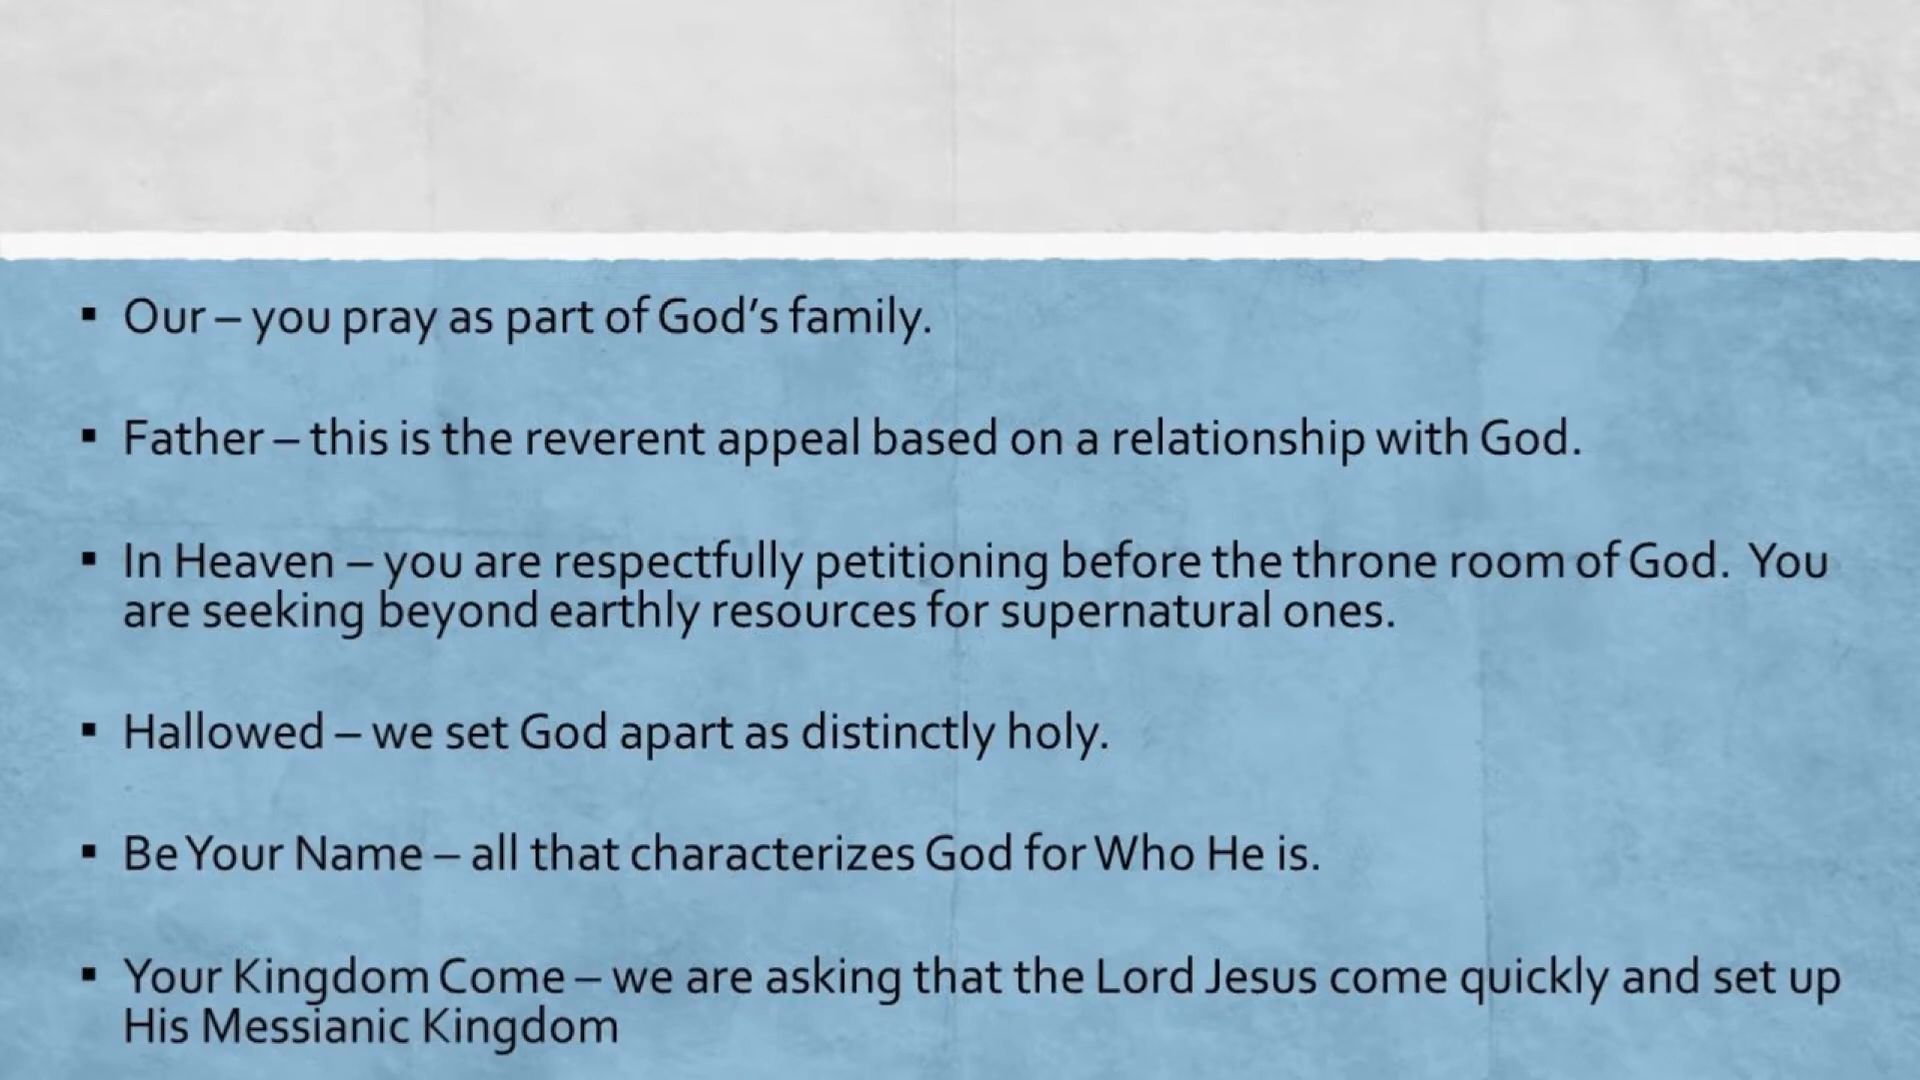 ▪ Our – you pray as part of God's family.
▪ Father – this is the reverent appeal based on a relationship with God.
▪ In Heaven – you are respectfully petitioning before the throne room of God. You
are seeking beyond earthly resources for supernatural ones.
▪ Hallowed – we set God apart as distinctly holy.
▪ Be Your Name – all that characterizes God for Who He is.
▪ Your Kingdom Come – we are asking that the Lord Jesus come quickly and set up
His Messianic Kingdom